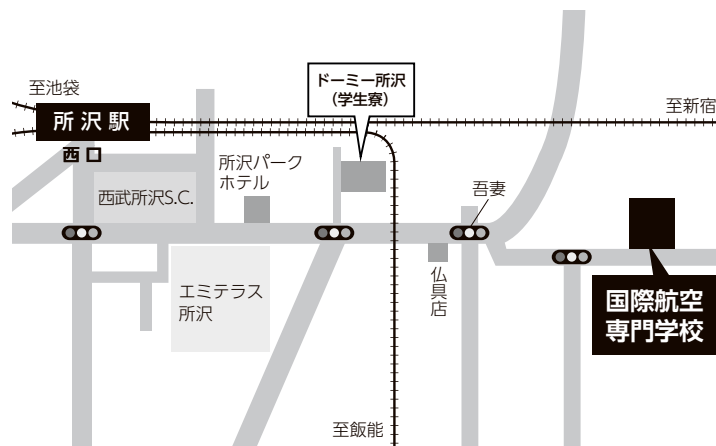 至池袋
所沢駅
西口
ドーミー所沢
(学生寮)
至新宿
西武所沢S.C.
所沢パーク
ホテル
吾妻
エミテラス
所沢
仏具店
国際航空
専門学校
至飯能